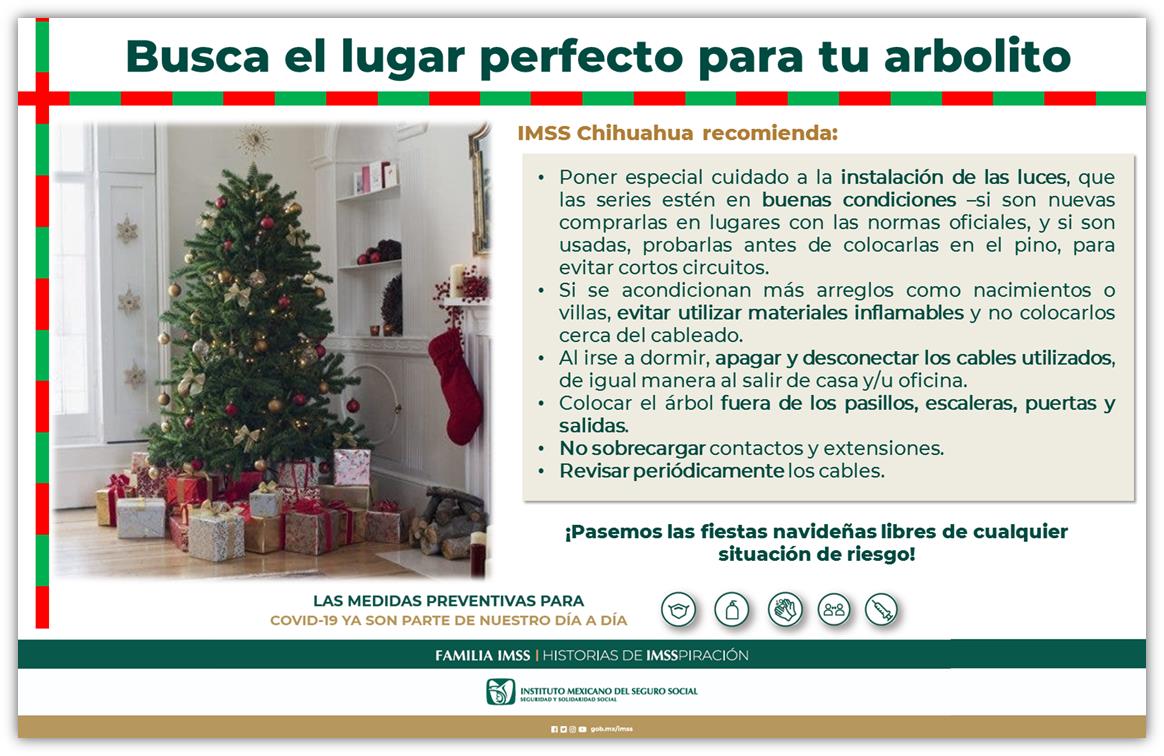 Busca el lugar perfecto para tu arbolito
IMSS Chihuahua recomienda:
• Poner especial cuidado a la instalación de las luces, que
las series estén en buenas condiciones –si son nuevas
comprarlas en lugares con las normas oficiales, y si son
usadas, probarlas antes de colocarlas en el pino, para
evitar cortos circuitos.
• Si se acondicionan más arreglos como nacimientos o
villas, evitar utilizar materiales inflamables y no colocarlos
cerca del cableado.
• Al irse a dormir, apagar y desconectar los cables utilizados,
de igual manera al salir de casa y/u oficina.
• Colocar el árbol fuera de los pasillos, escaleras, puertas y
salidas.
• No sobrecargar contactos y extensiones.
• Revisar periódicamente los cables.
¡Pasemos las fiestas navideñas libres de cualquier
situación de riesgo!
LAS MEDIDAS PREVENTIVAS PARA
COVID-19 YA SON PARTE DE NUESTRO DÍA A DÍA
FAMILIA IMSS | HISTORIAS DE IMSSPIRACIÓN
INSTITUTO MEXICANO DEL SEGURO SOCIAL
SEGURIDAD Y SOLIDARIDAD SOCIAL
gob.mx/imss